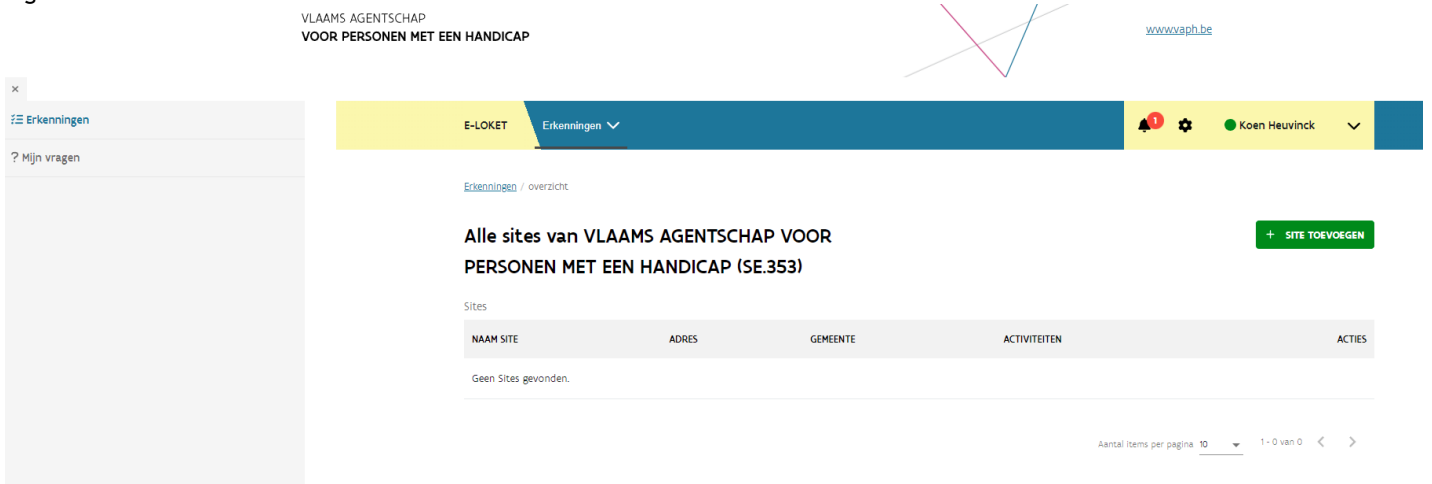 VLAAMS AGENTSCHAP
VOOR PERSONEN MET EEN HANDICAP
www.vaph.be
×
Erkenningen
? Mijn vragen
E-LOKET Erkenningen
1 Koen Heuvinck
Erkenningen / overzicht
Alle sites van VLAAMS AGENTSCHAP VOOR
PERSONEN MET EEN HANDICAP (SE.353)
+ SITE TOEVOEGEN
Sites
NAAM SITE ADRES GEMEENTE ACTIVITEITEN ACTIES
Geen Sites gevonden.
Aantal items per pagina 10 1 - 0 van 0